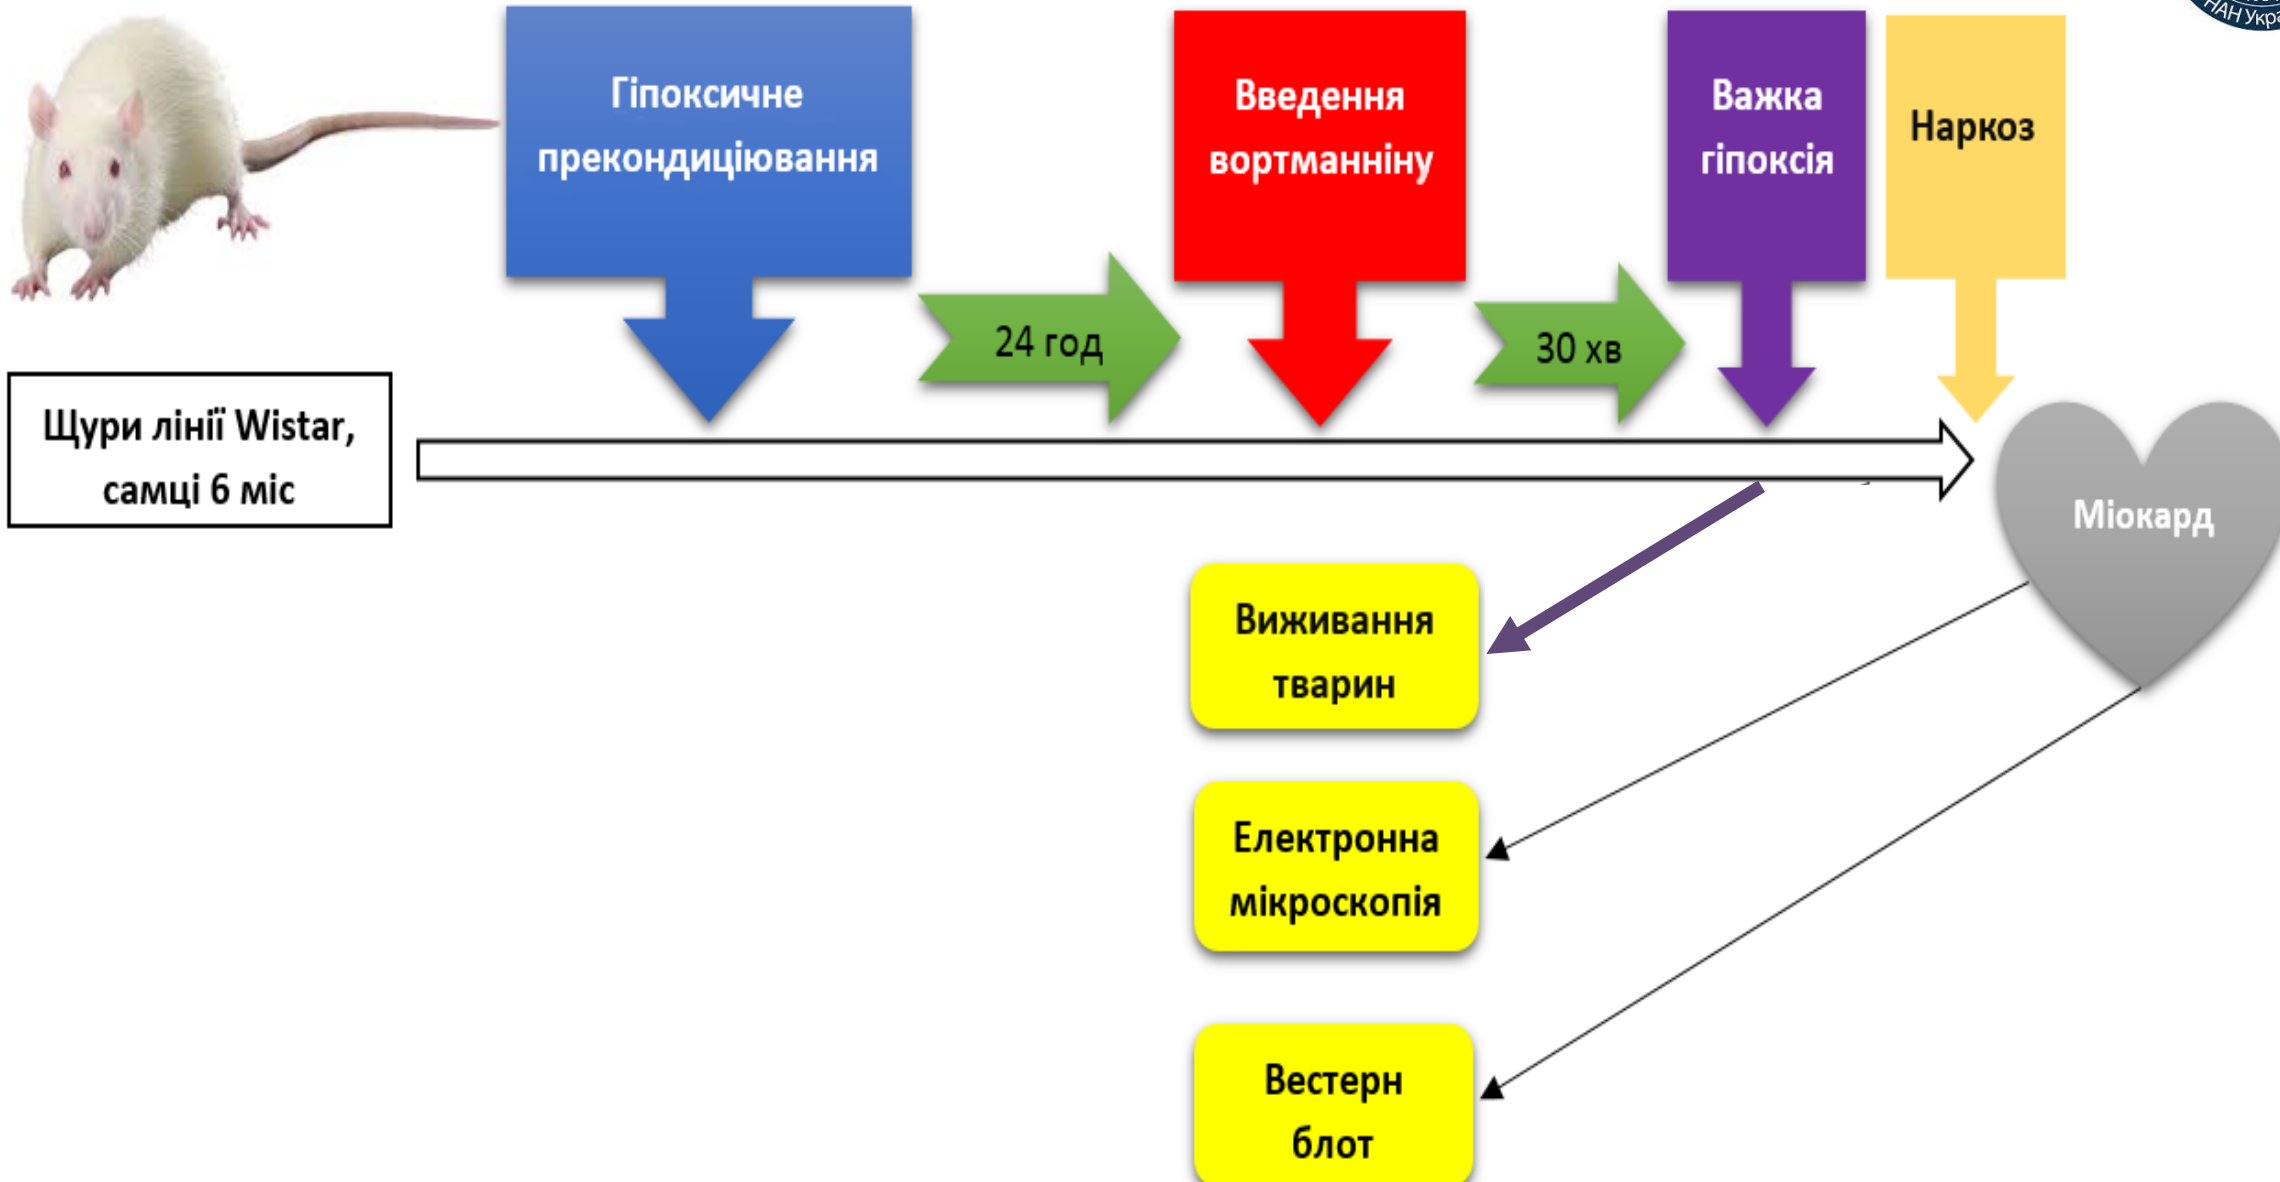 Гіпоксичне
прекондиціювання
Введення
вортманніну
Важка
гіпоксія
Наркоз
НАН
24 год
30 хв
Щури лінії Wistar,
самці 6 міс
Міокард
Виживання
тварин
Електронна
мікроскопія
Вестерн
блот